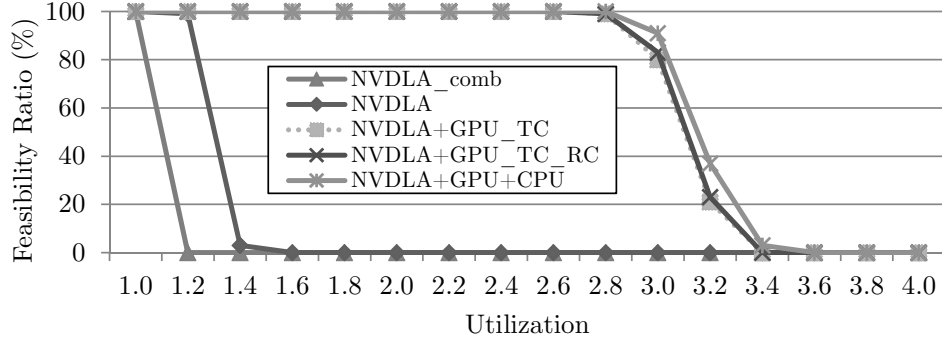 Feasibility Ratio (%)
100
80
60
40
20
0
NVDLA_comb
NVDLA
NVDLA+GPU_TC
NVDLA+GPU_TC_RC
NVDLA+GPU+CPU
1.0 1.2 1.4 1.6 1.8 2.0 2.2 2.4 2.6 2.8 3.0 3.2 3.4 3.6 3.8 4.0
Utilization